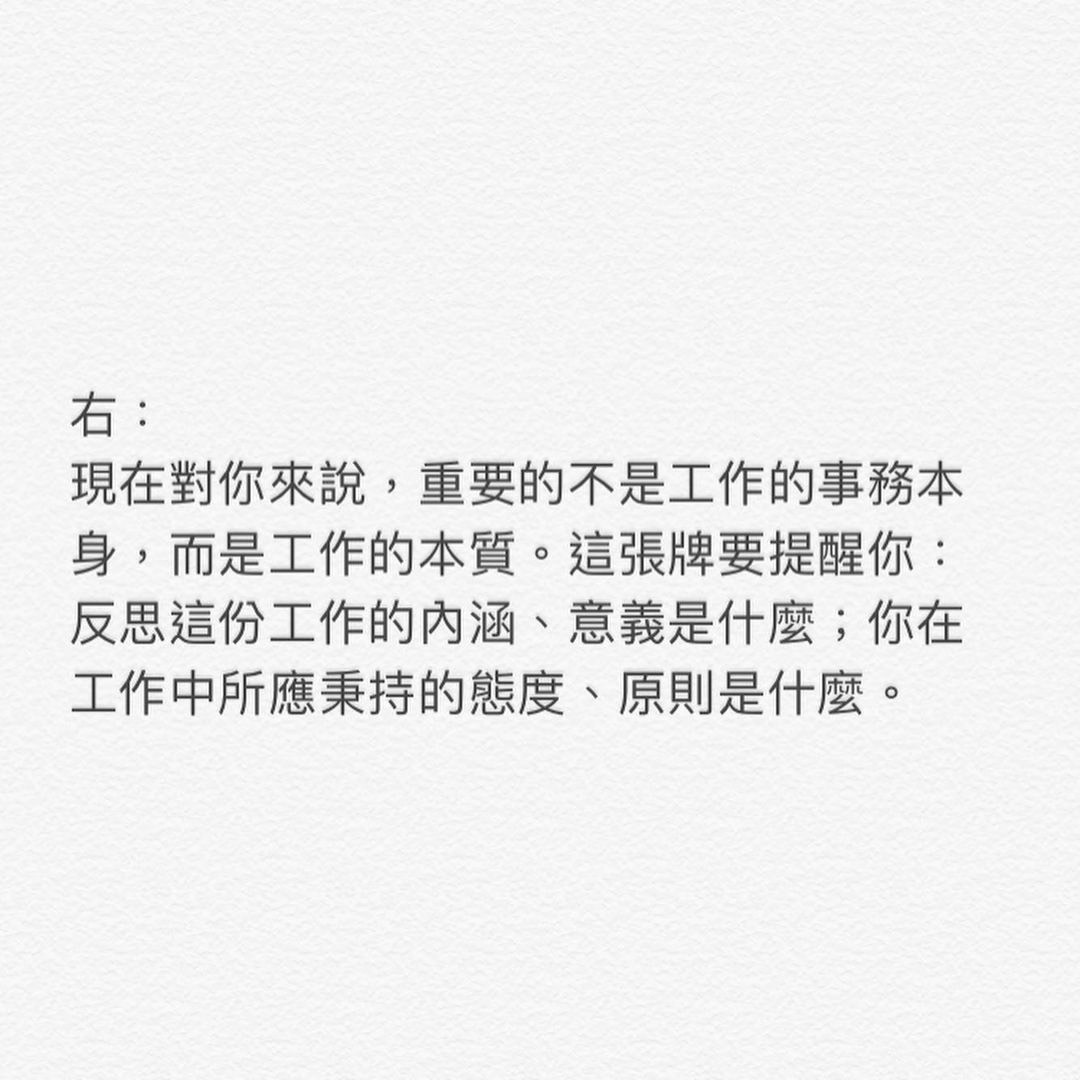 右：
現在對你來說，重要的不是工作的事務本
身，而是工作的本質。這張牌要提醒你：
反思這份工作的內涵、意義是什麼；你在
工作中所應秉持的態度、原則是什麼。